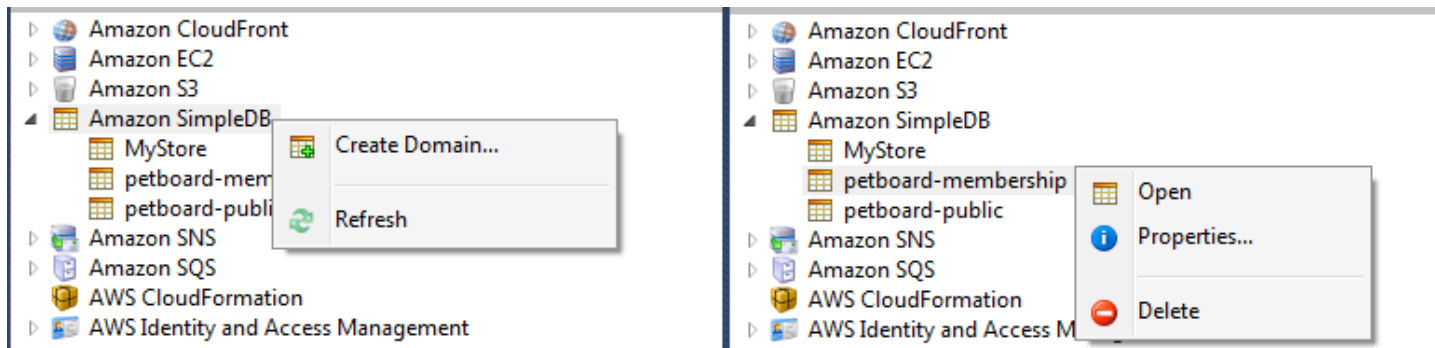 Amazon CloudFront
Amazon EC2
Amazon S3
Amazon SimpleDB
MyStore
petboard-mem
petboard-publi
Amazon SNS
Amazon SQS
AWS CloudFormation
AWS Identity and Access Management
Create Domain...
Refresh
Amazon CloudFront
Amazon EC2
Amazon S3
Amazon SimpleDB
MyStore
petboard-membership
petboard-public
Amazon SNS
Amazon SQS
AWS CloudFormation
AWS Identity and Access M
Open
Properties...
Delete